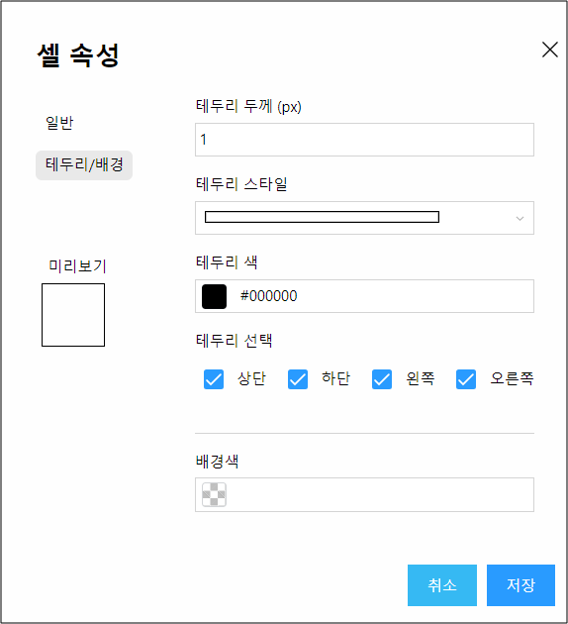 셀 속성
일반
테두리/배경
미리보기
테두리 두께 (px)
1
테두리 스타일
테두리 색
#000000
테두리 선택
상단 하단 왼쪽 오른쪽
배경색
취소 저장